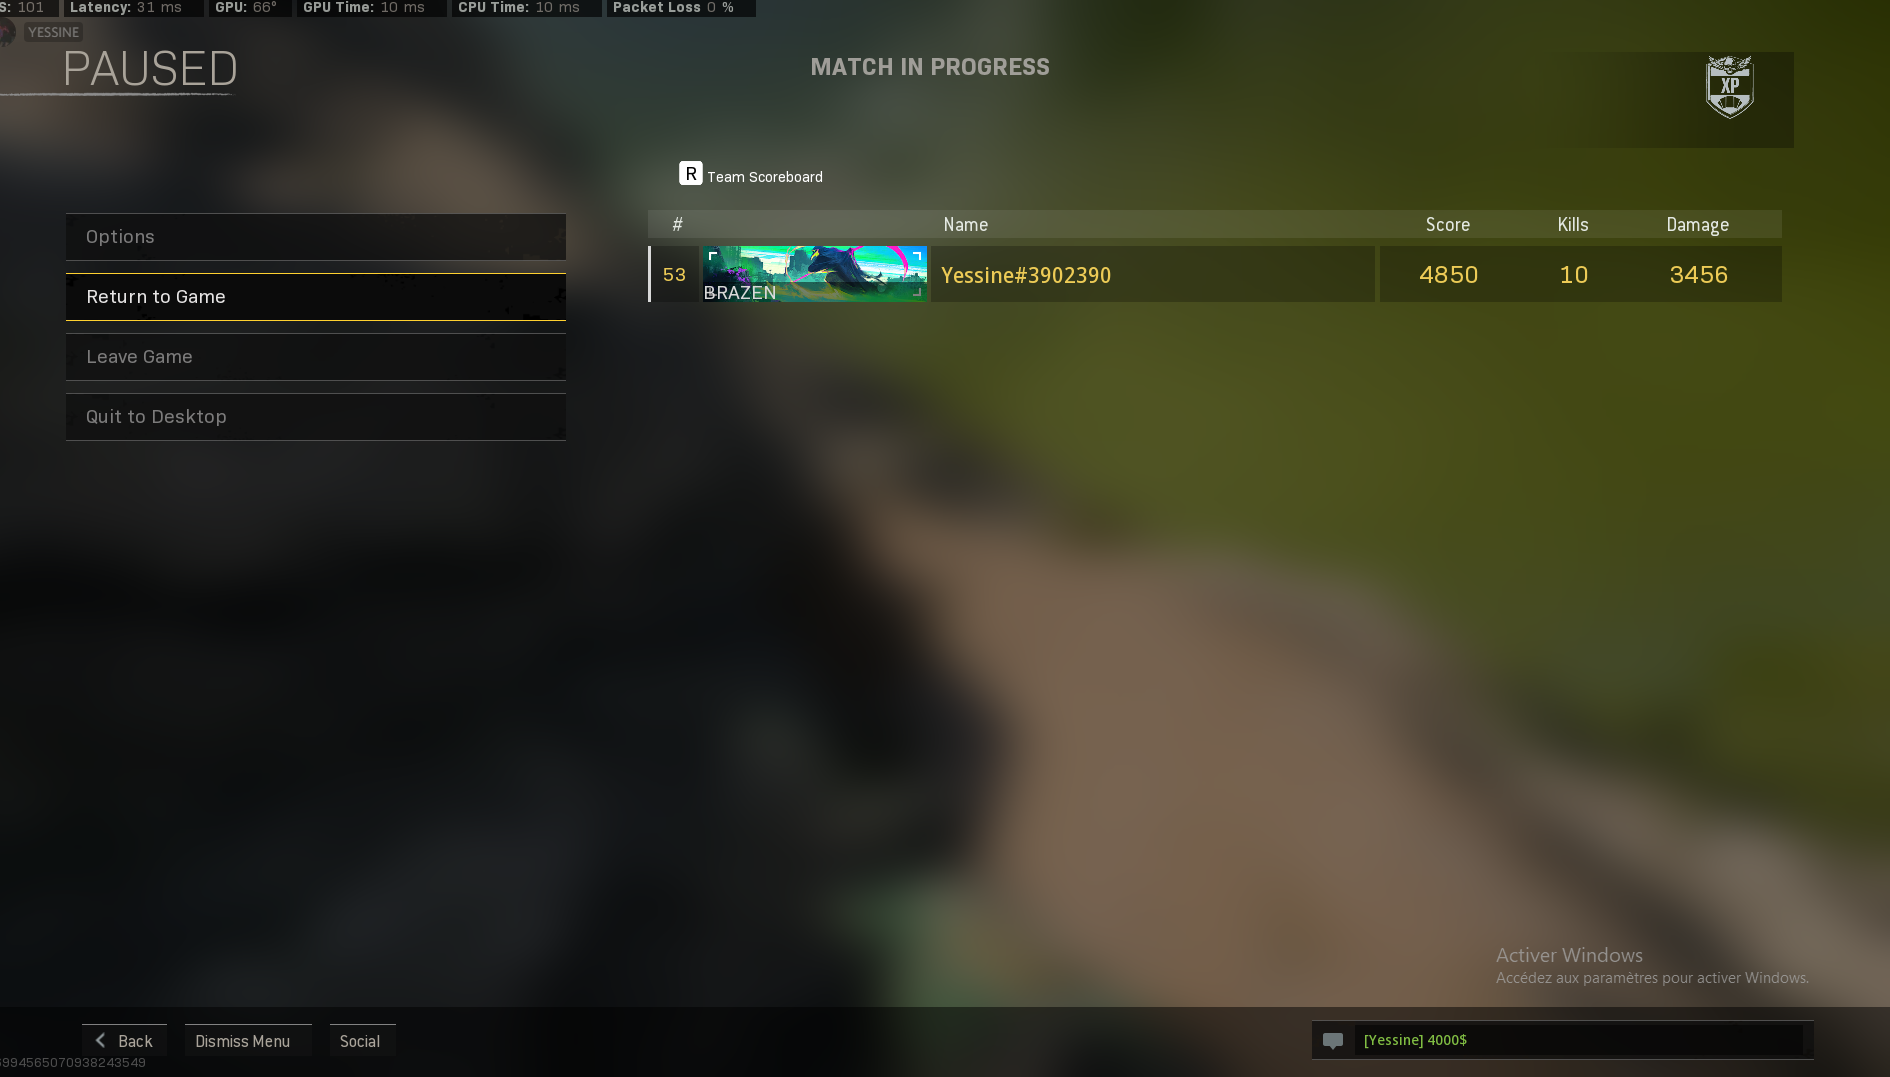 S: 101 Latency: 31 ms GPU: 66° GPU Time: 10 ms CPU Time: 10 ms Packet Loss 0 %
YESSINE
PAUSED
MATCH IN PROGRESS
XP
R Team Scoreboard
# Name Score Kills Damage
53 BRAZEN Yessine#3902390 4850 10 3456
Options
Return to Game
Leave Game
Quit to Desktop
Activer Windows
Accédez aux paramètres pour activer Windows.
Back Dismiss Menu Social
[Yessine] 4000$
6994565070938243549